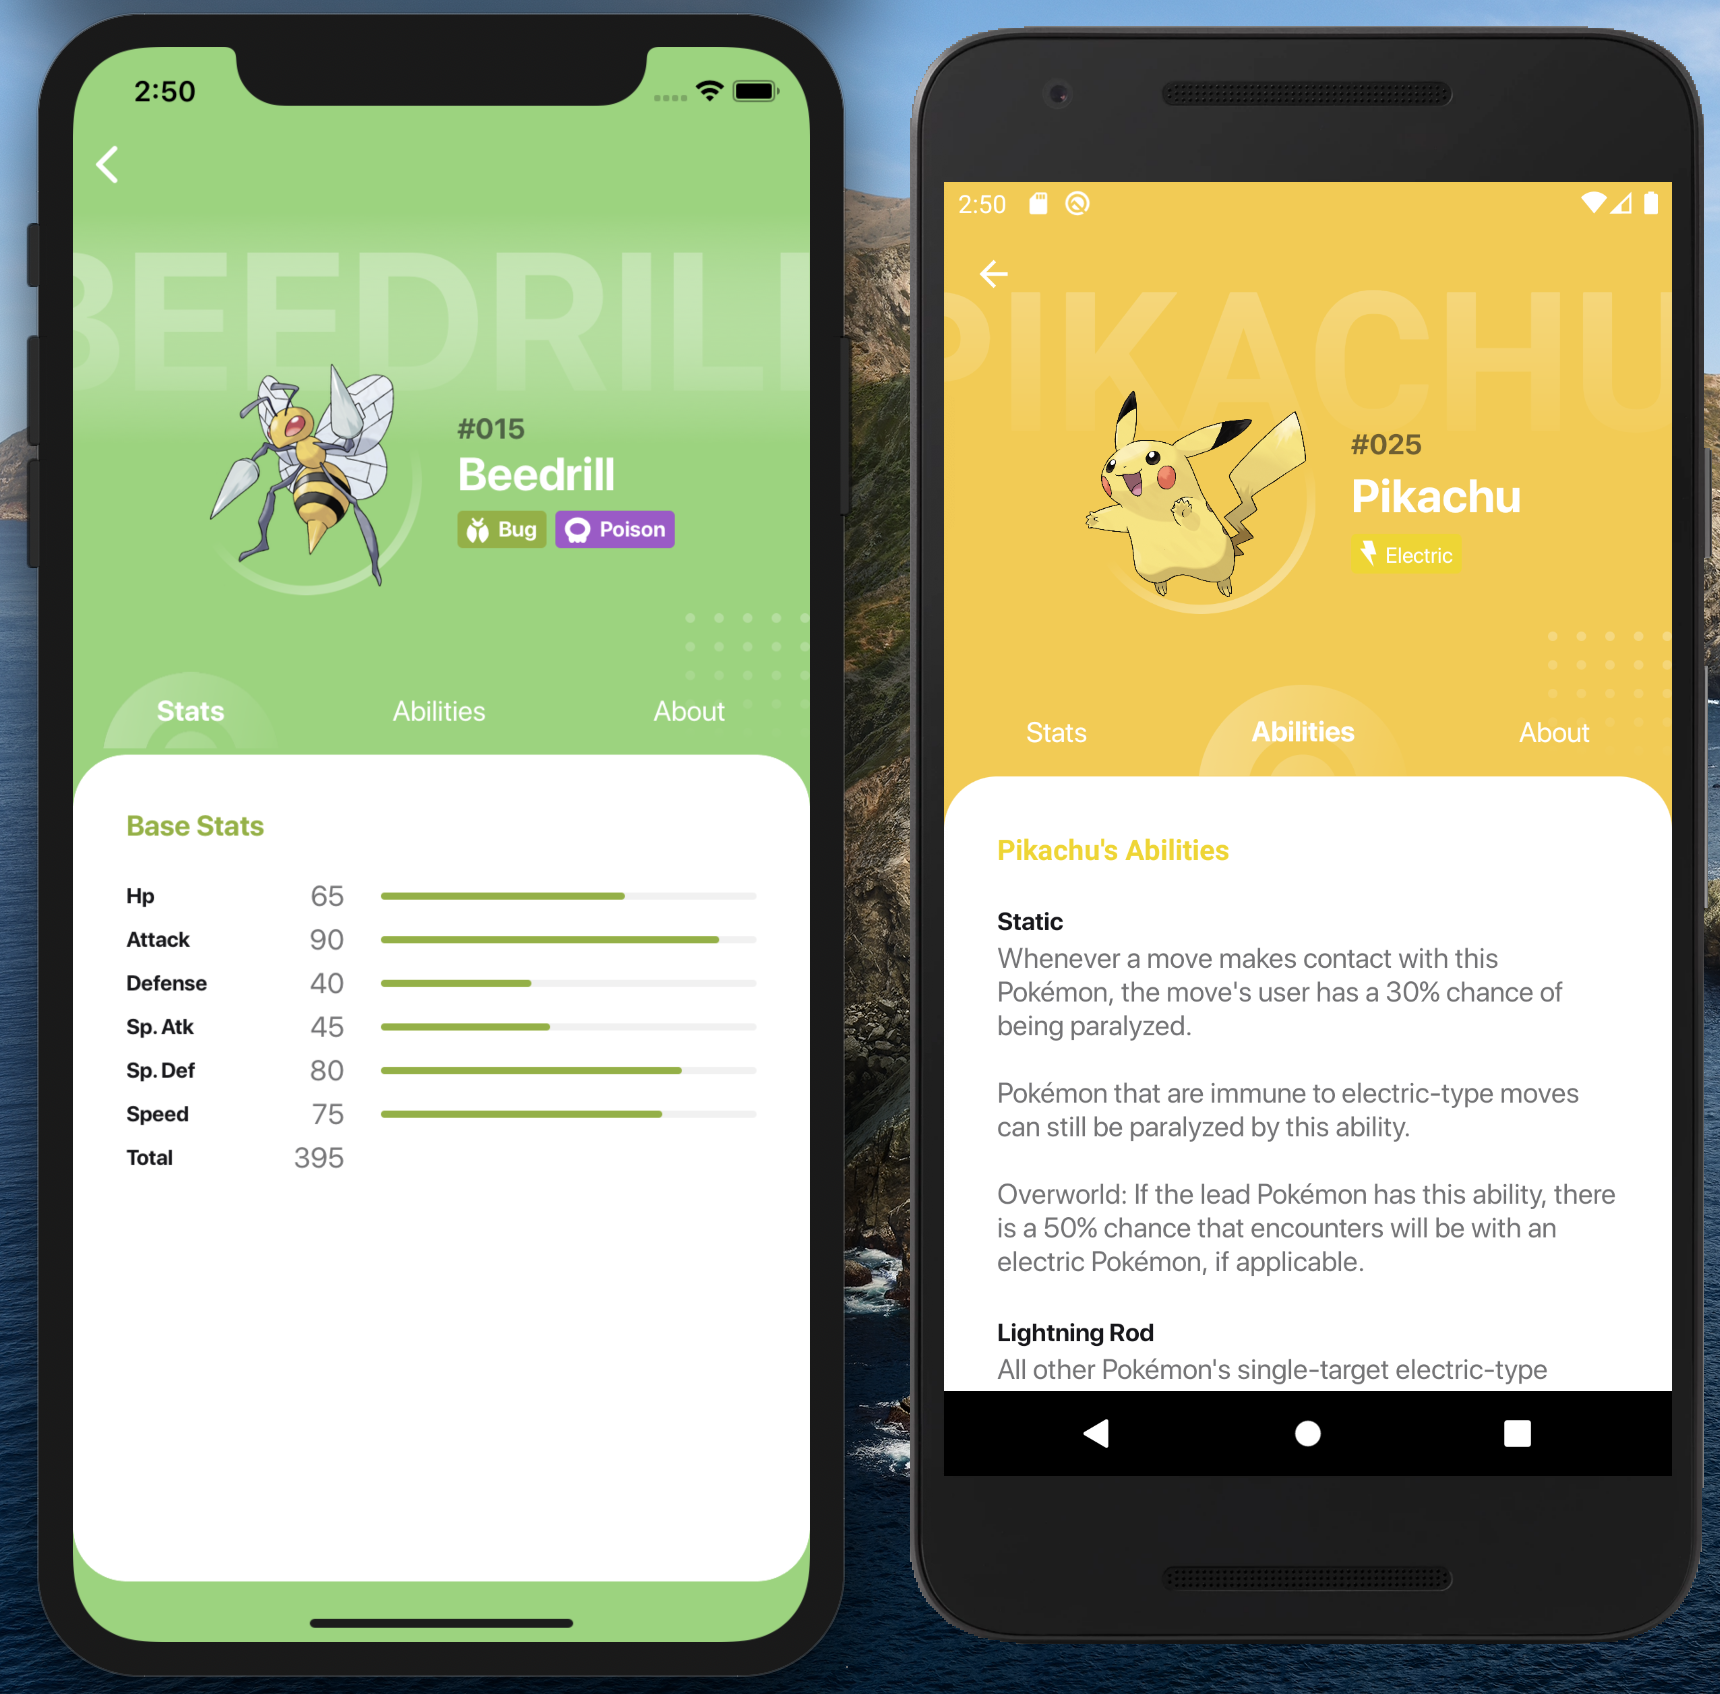 2:50
BEEDRILL
#015
Beedrill
Bug Poison
Stats Abilities About
Base Stats
Hp 65
Attack 90
Defense 40
Sp. Atk 45
Sp. Def 80
Speed 75
Total 395
2:50
PIKACHU
#025
Pikachu
Electric
Stats Abilities About
Pikachu's Abilities
Static
Whenever a move makes contact with this
Pokémon, the move's user has a 30% chance of
being paralyzed.
Pokémon that are immune to electric-type moves
can still be paralyzed by this ability.
Overworld: If the lead Pokémon has this ability, there
is a 50% chance that encounters will be with an
electric Pokémon, if applicable.
Lightning Rod
All other Pokémon's single-target electric-type